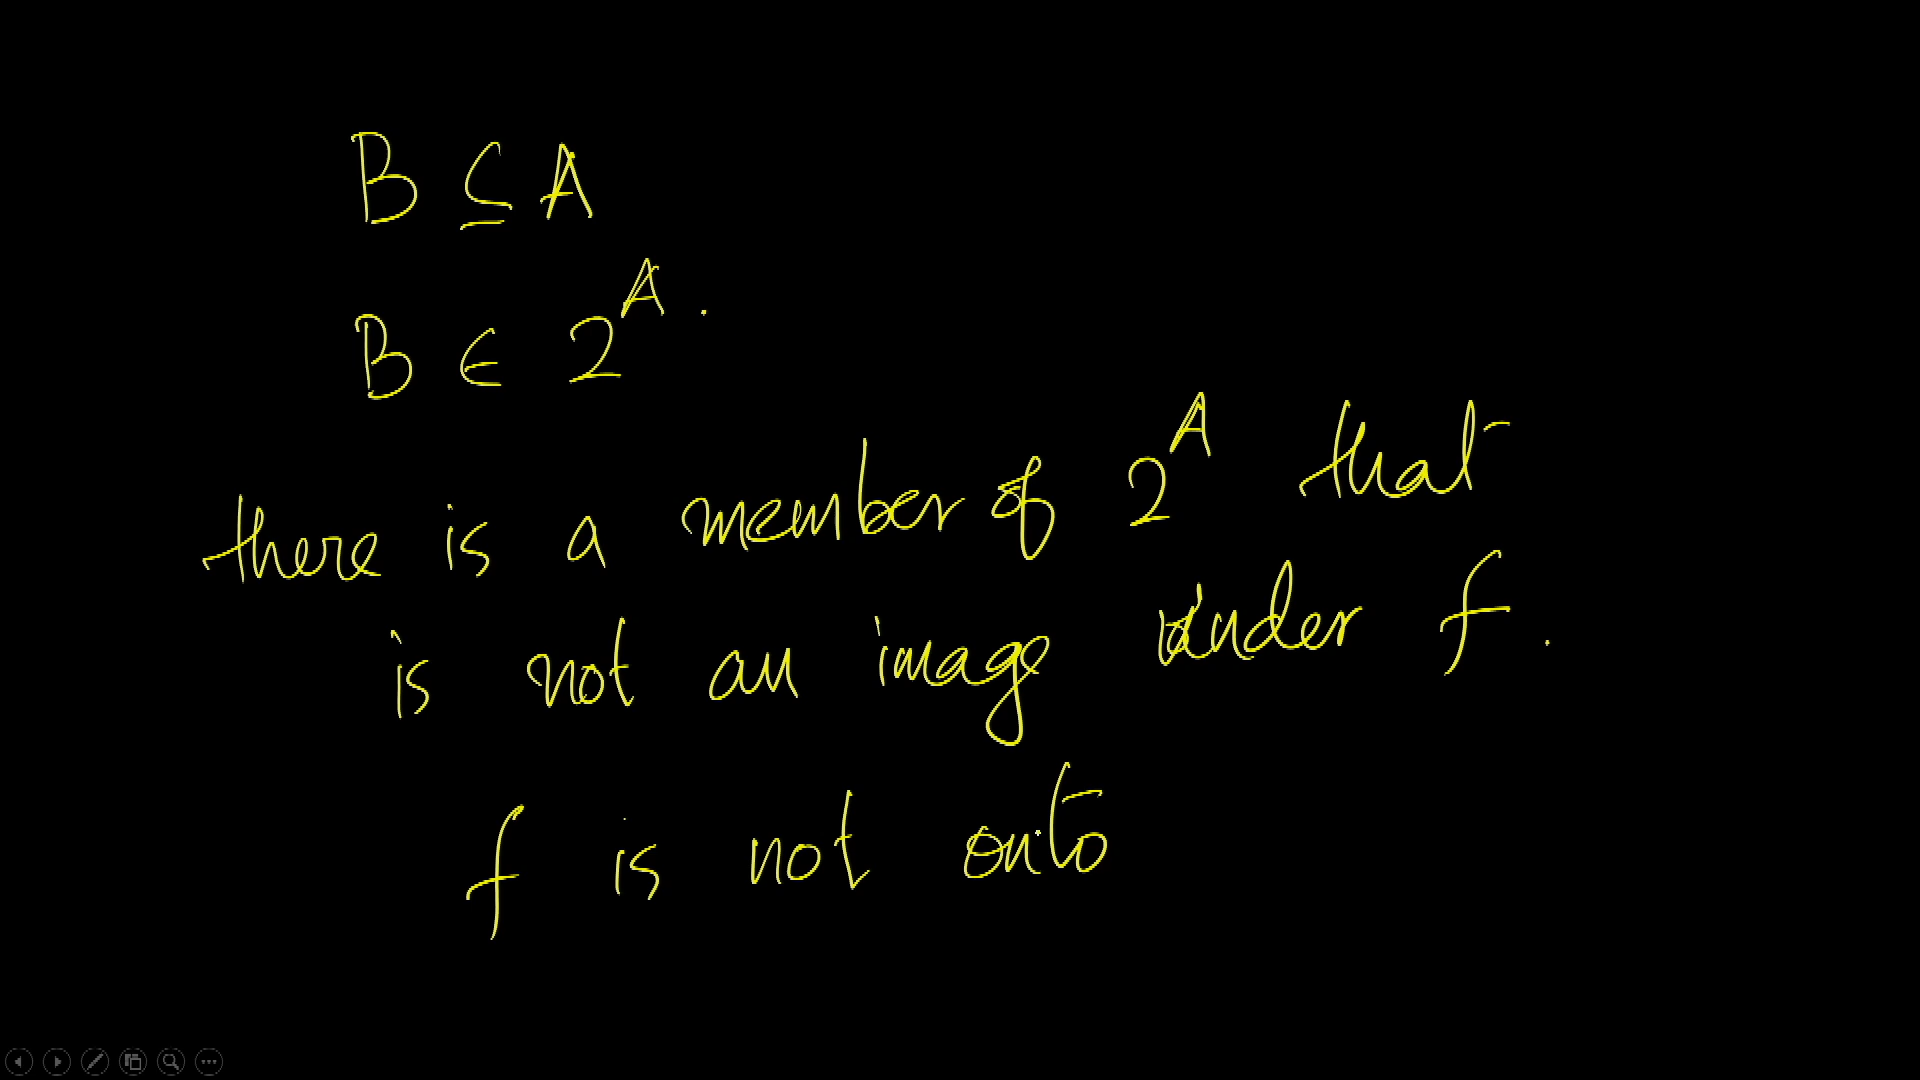 B ⊆ A
B ∈ 2^A .
there is a member of 2^A that
is not an image under f .
f is not onto